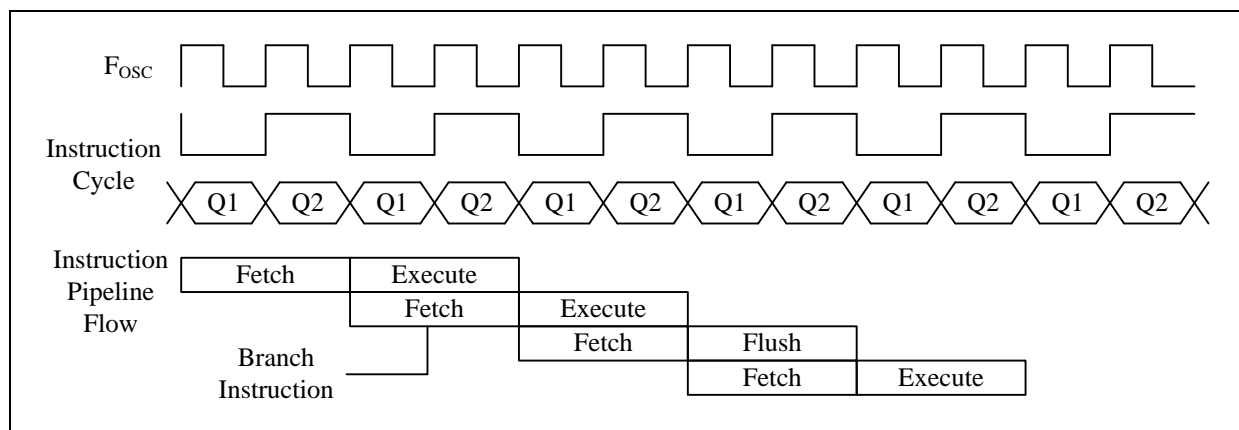 FOSC
Instruction
Cycle
Q1 Q2 Q1 Q2 Q1 Q2 Q1 Q2 Q1 Q2 Q1 Q2
Instruction
Pipeline
Flow
Fetch Execute
Fetch Execute
Fetch Flush
Fetch Execute
Branch
Instruction